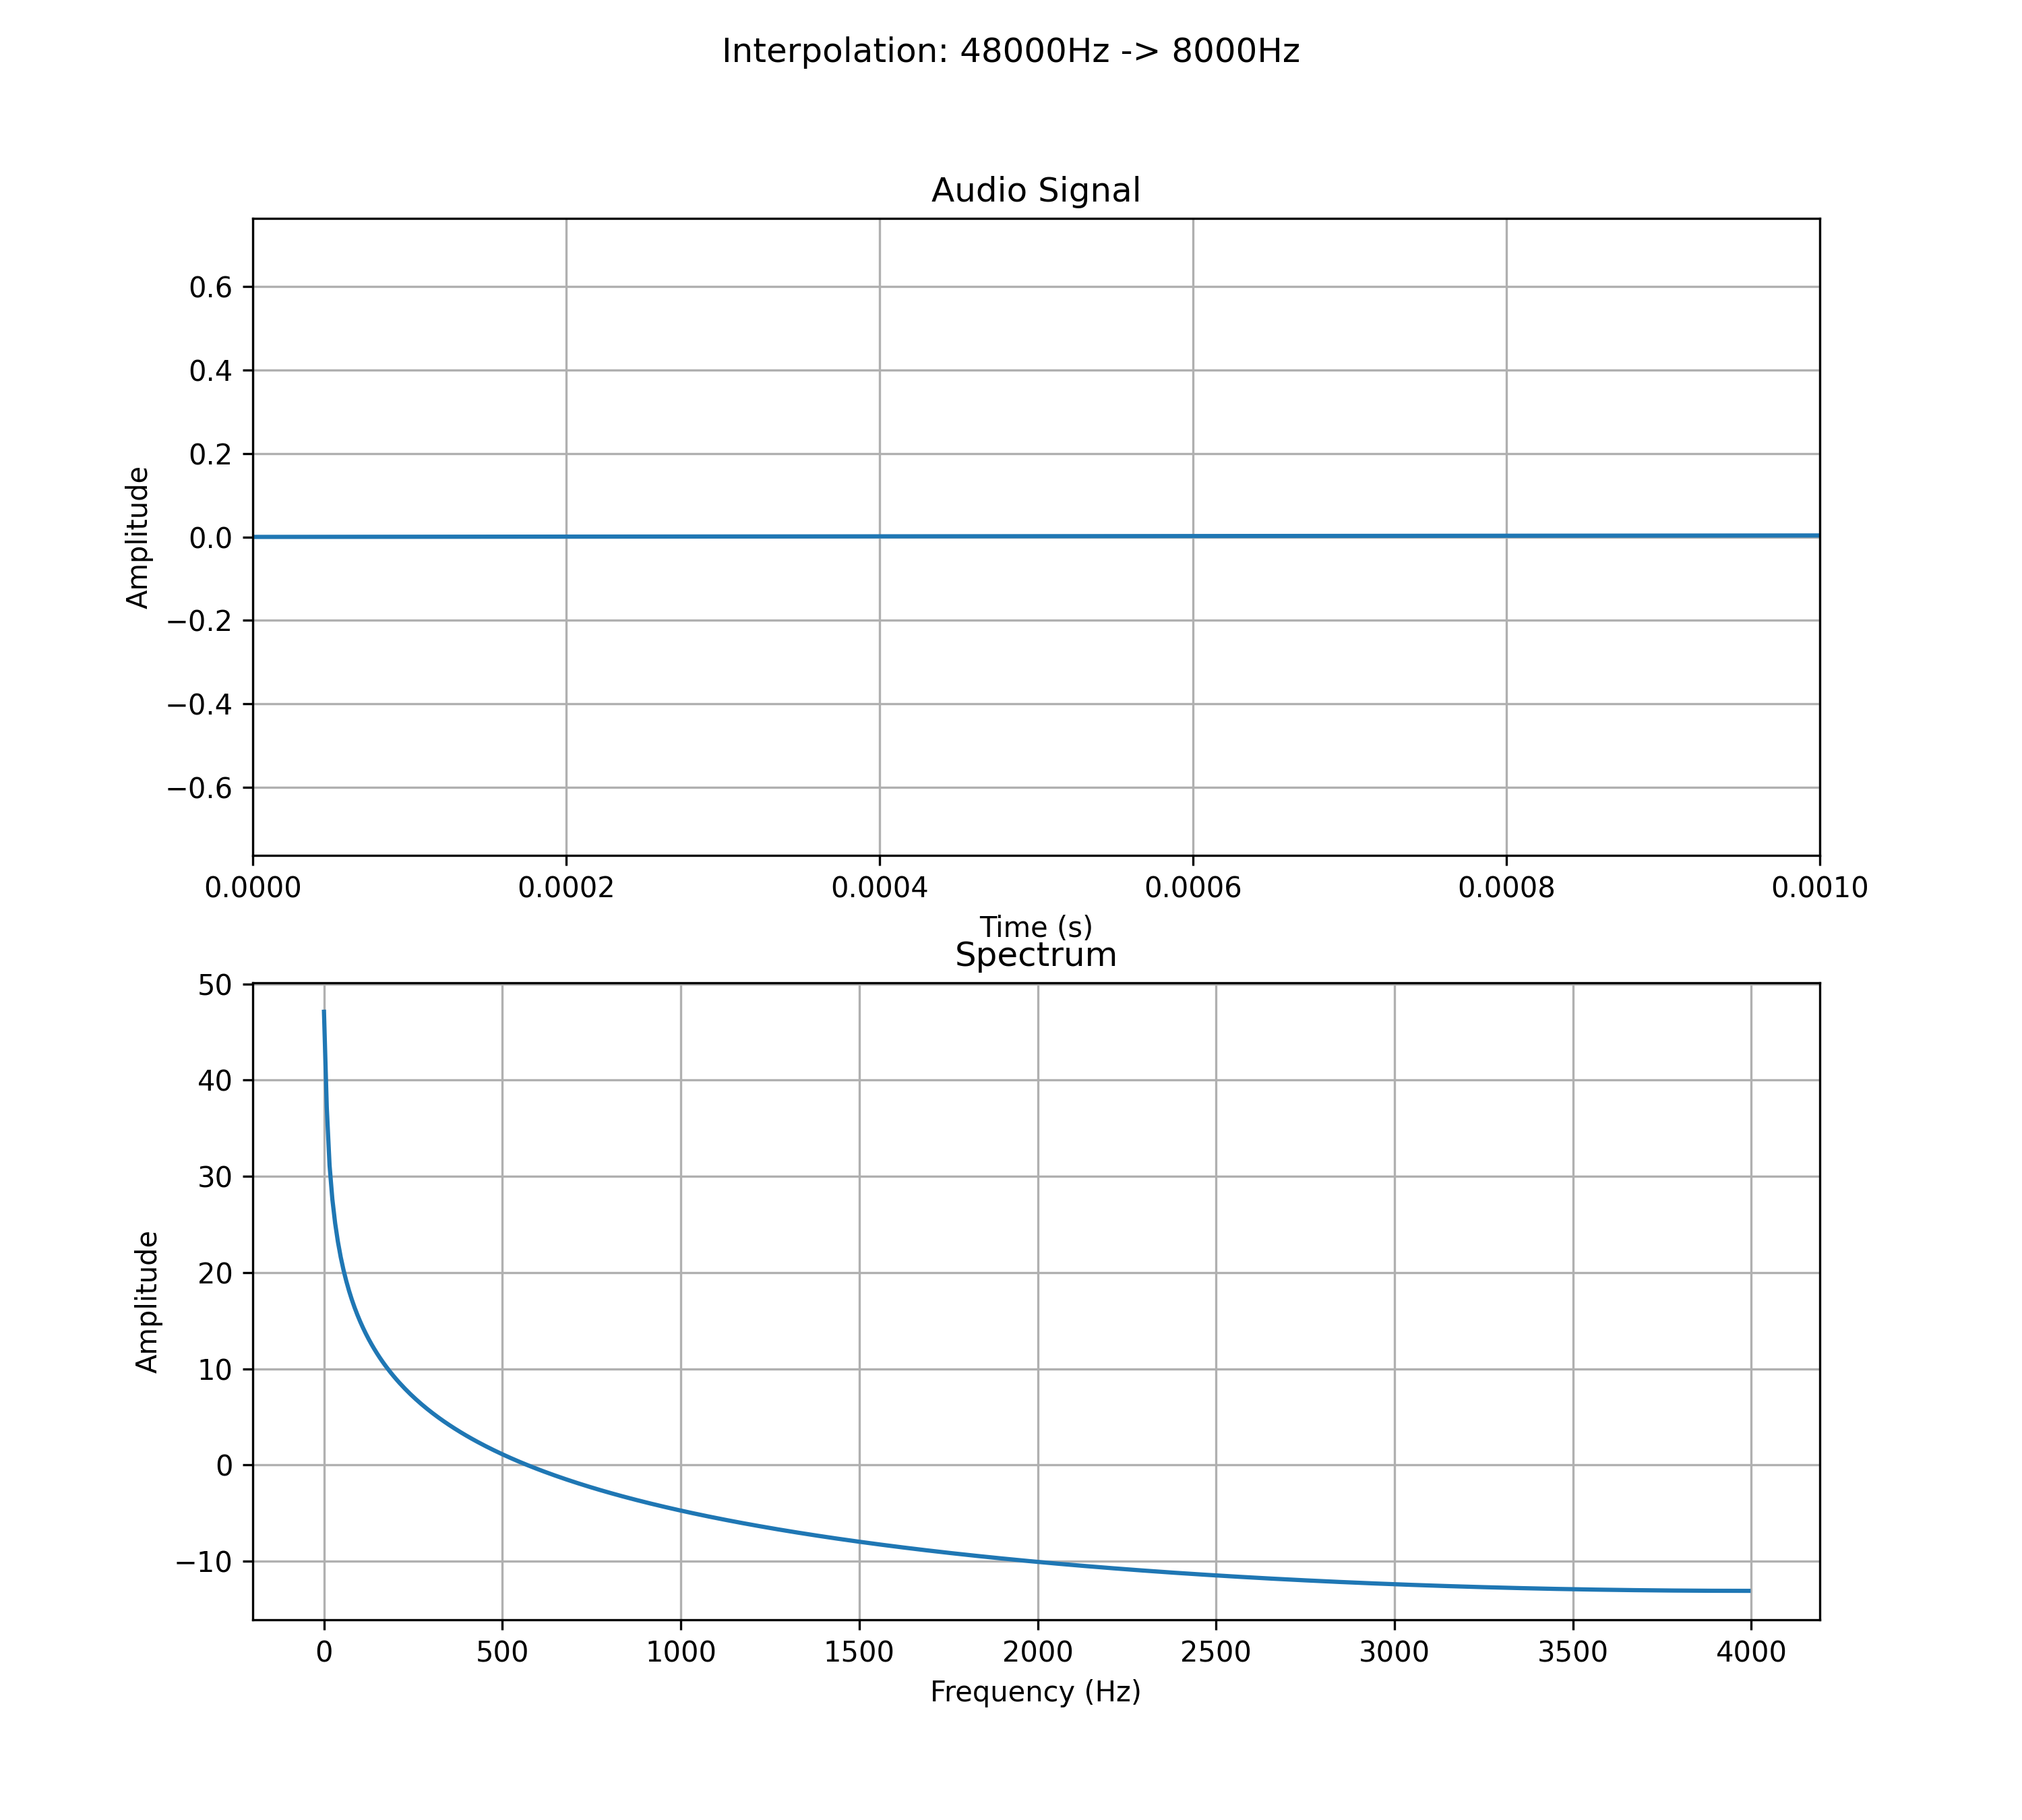 Interpolation: 48000Hz -> 8000Hz
Audio Signal
Amplitude
0.6
0.4
0.2
0.0
−0.2
−0.4
−0.6
0.0000 0.0002 0.0004 0.0006 0.0008 0.0010
Time (s)
Spectrum
Amplitude
50
40
30
20
10
0
−10
0 500 1000 1500 2000 2500 3000 3500 4000
Frequency (Hz)